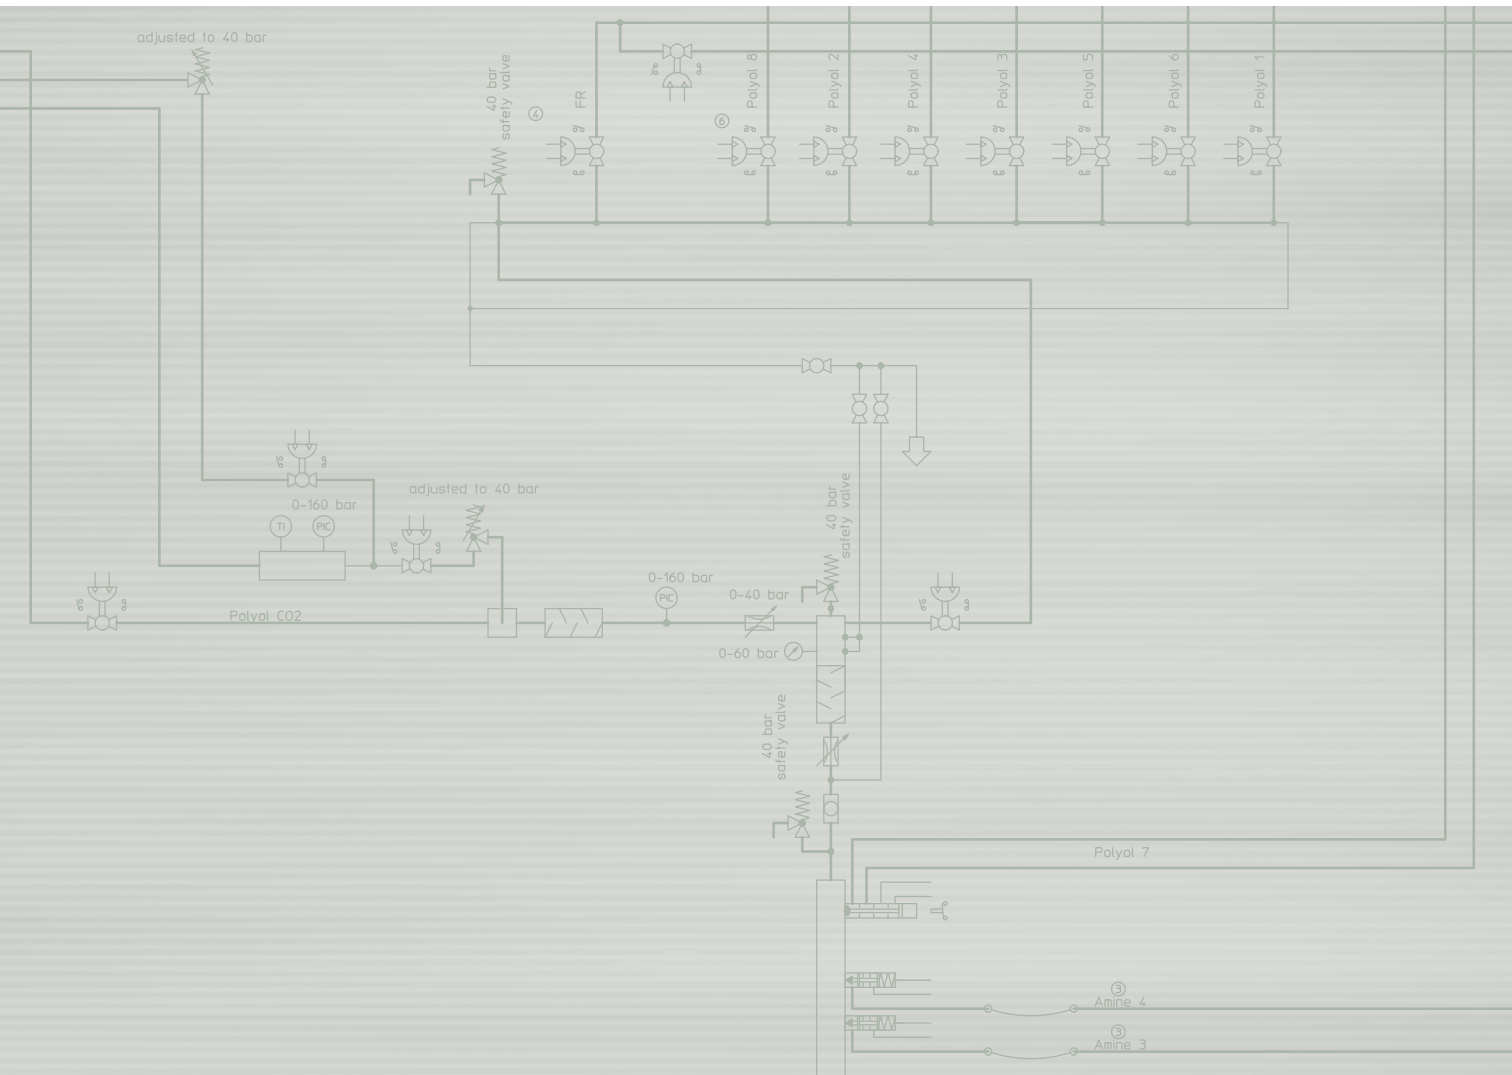 adjusted to 40 bar
40 bar
safety valve
4
FR
6
Polyol 8
Polyol 2
Polyol 4
Polyol 3
Polyol 5
Polyol 6
Polyol 1
0-160 bar
TI
PIC
adjusted to 40 bar
Polyol CO2
0-160 bar
PIC
0-40 bar
40 bar
safety valve
0-60 bar
40 bar
safety valve
Polyol 7
3
Amine 4
3
Amine 3